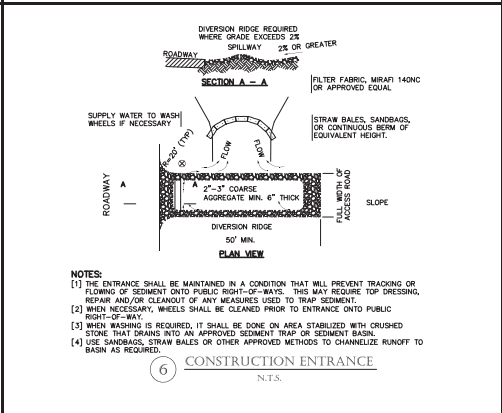 DIVERSION RIDGE REQUIRED
WHERE GRADE EXCEEDS 2%
SPILLWAY
2% OR GREATER
ROADWAY
SECTION A - A
FILTER FABRIC, MIRAFI 140NC
OR APPROVED EQUAL
SUPPLY WATER TO WASH
WHEELS IF NECESSARY
STRAW BALES, SANDBAGS,
OR CONTINUOUS BERM OF
EQUIVALENT HEIGHT.
R=20' (TYP)
FLOW
FLOW
ROADWAY
A
A
2"-3" COARSE
AGGREGATE MIN. 6" THICK
FULL WIDTH OF
ACCESS ROAD
SLOPE
DIVERSION RIDGE
50' MIN.
PLAN VIEW
NOTES:
[1] THE ENTRANCE SHALL BE MAINTAINED IN A CONDITION THAT WILL PREVENT TRACKING OR
FLOWING OF SEDIMENT ONTO PUBLIC RIGHT-OF-WAYS. THIS MAY REQUIRE TOP DRESSING,
REPAIR AND/OR CLEANOUT OF ANY MEASURES USED TO TRAP SEDIMENT.
[2] WHEN NECESSARY, WHEELS SHALL BE CLEANED PRIOR TO ENTRANCE ONTO PUBLIC
RIGHT-OF-WAY.
[3] WHEN WASHING IS REQUIRED, IT SHALL BE DONE ON AREA STABILIZED WITH CRUSHED
STONE THAT DRAINS INTO AN APPROVED SEDIMENT TRAP OR SEDIMENT BASIN.
[4] USE SANDBAGS, STRAW BALES OR OTHER APPROVED METHODS TO CHANNELIZE RUNOFF TO
BASIN AS REQUIRED.
6 CONSTRUCTION ENTRANCE
N.T.S.